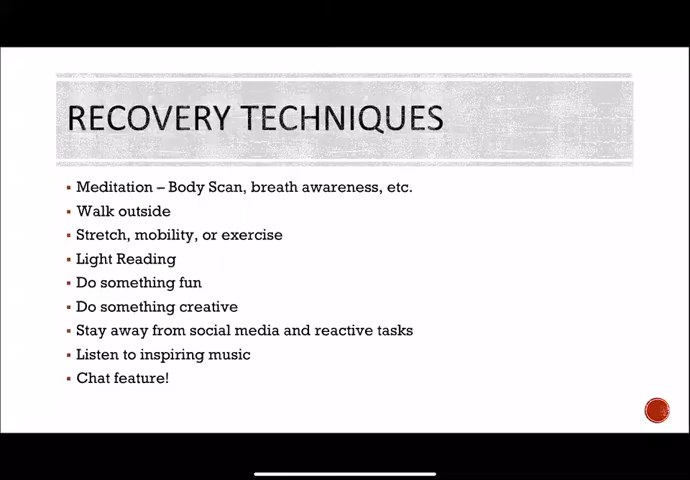 RECOVERY TECHNIQUES
▪ Meditation – Body Scan, breath awareness, etc.
▪ Walk outside
▪ Stretch, mobility, or exercise
▪ Light Reading
▪ Do something fun
▪ Do something creative
▪ Stay away from social media and reactive tasks
▪ Listen to inspiring music
▪ Chat feature!